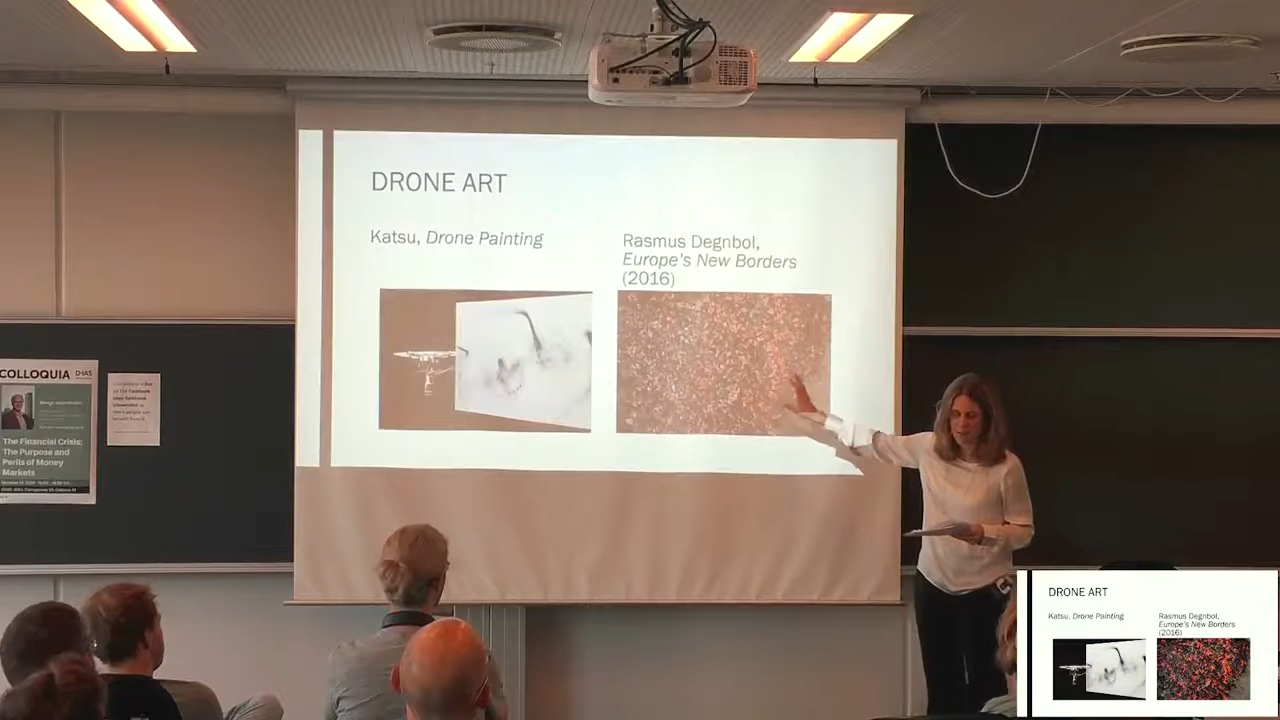 DRONE ART
Katsu, Drone Painting
Rasmus Degnbol,
Europe's New Borders
(2016)
COLLOQUIA
The Financial Crisis:
The Purpose and
Perils of Money
Markets
DRONE ART
Katsu, Drone Painting
Rasmus Degnbol,
Europe's New Borders
(2016)